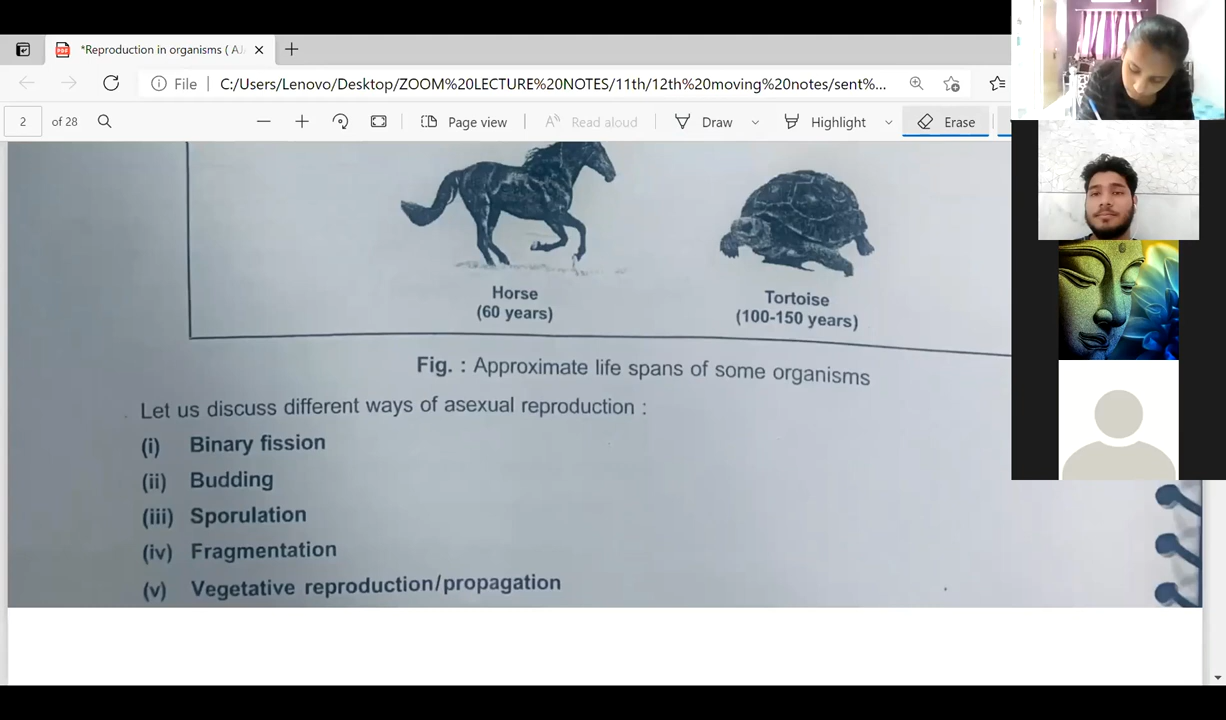 *Reproduction in organisms ( AJ
File
C:/Users/Lenovo/Desktop/ZOOM%20LECTURE%20NOTES/11th/12th%20moving%20notes/sent%...
2
of 28
Page view
Read aloud
Draw
Highlight
Erase
Horse
(60 years)
Tortoise
(100-150 years)
Fig. : Approximate life spans of some organisms
Let us discuss different ways of asexual reproduction :
(i) Binary fission
(ii) Budding
(iii) Sporulation
(iv) Fragmentation
(v) Vegetative reproduction/propagation